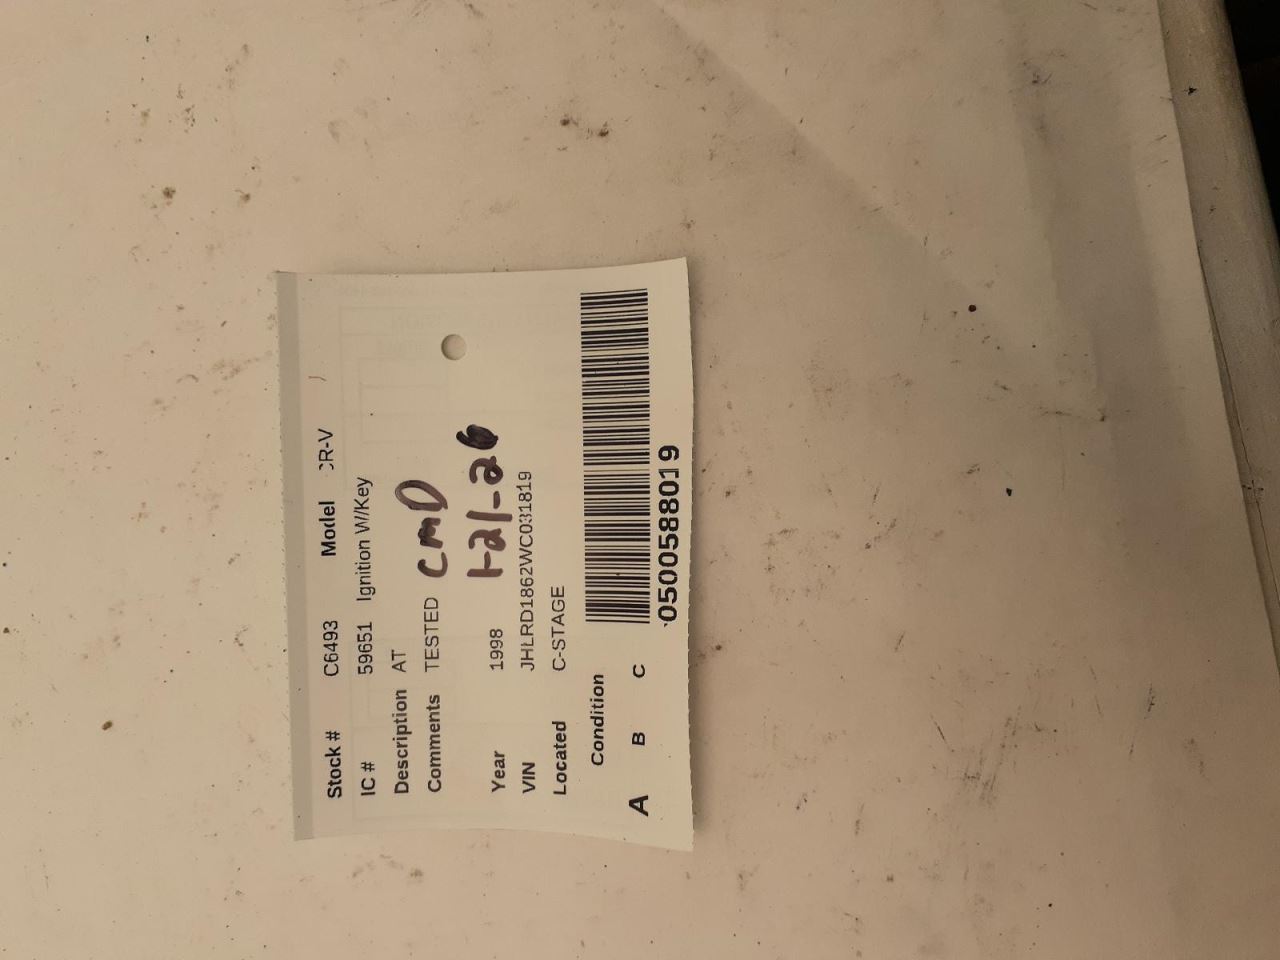 Stock # C6493 Model CR-V
IC # 59651 Ignition W/Key
Description AT
Comments TESTED CMD
1-21-26
Year 1998
VIN JHLRD1862WC031819
Located C-STAGE
Condition
A B C
0500588019